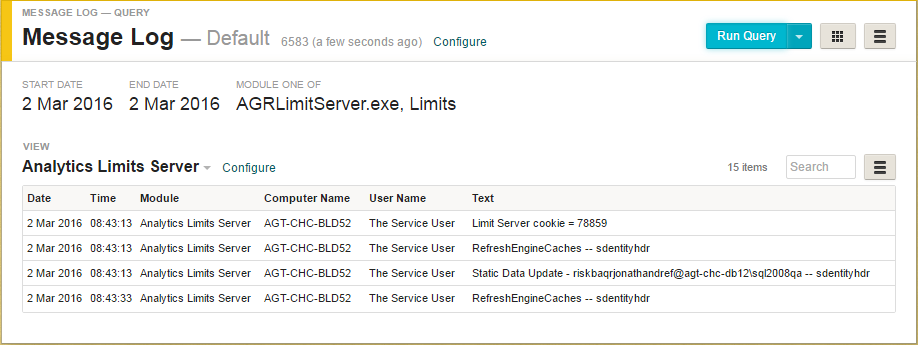 MESSAGE LOG — QUERY
Message Log — Default 6583 (a few seconds ago) Configure Run Query
START DATE END DATE MODULE ONE OF
2 Mar 2016 2 Mar 2016 AGRLimitServer.exe, Limits
VIEW
Analytics Limits Server Configure 15 items Search
Date Time Module Computer Name User Name Text
2 Mar 2016 08:43:13 Analytics Limits Server AGT-CHC-BLD52 The Service User Limit Server cookie = 78859
2 Mar 2016 08:43:13 Analytics Limits Server AGT-CHC-BLD52 The Service User RefreshEngineCaches -- sdentityhdr
2 Mar 2016 08:43:13 Analytics Limits Server AGT-CHC-BLD52 The Service User Static Data Update - riskbaqrjonathandref@agt-chc-db12\sql2008qa -- sdentityhdr
2 Mar 2016 08:43:33 Analytics Limits Server AGT-CHC-BLD52 The Service User RefreshEngineCaches -- sdentityhdr